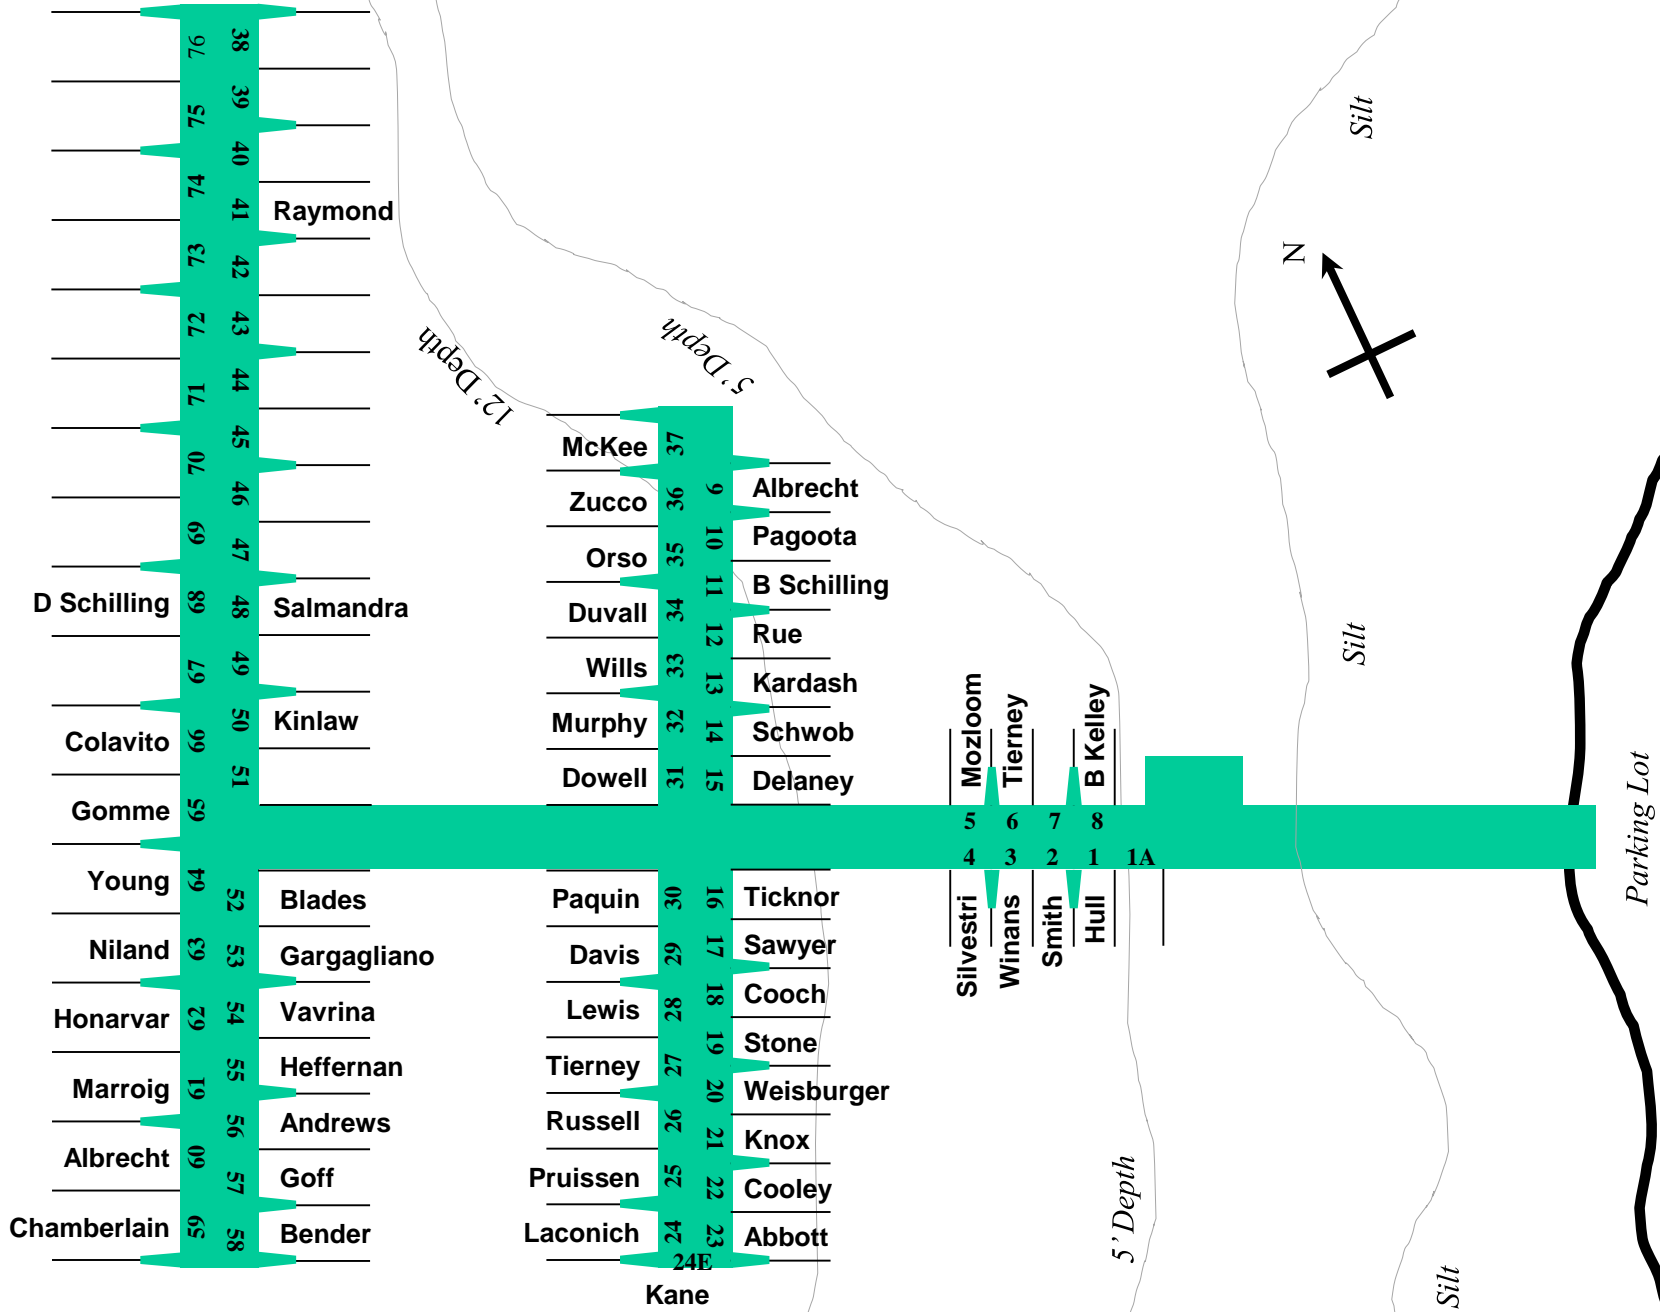 76
75
74
73
72
71
70
69
68 D Schilling
67
66 Colavito
65 Gomme
64 Young
63 Niland
62 Honarvar
61 Marroig
60 Albrecht
59 Chamberlain
38
39
40
41 Raymond
42
43
44
45
46
47
48 Salmandra
49
50 Kinlaw
51
52 Blades
53 Gargagliano
54 Vavrina
55 Heffernan
56 Andrews
57 Goff
58 Bender
12' Depth
5' Depth
McKee 37
Zucco 36
Orso 35
Duvall 34
Wills 33
Murphy 32
Dowell 31
Paquin 30
Davis 29
Lewis 28
Tierney 27
Russell 26
Pruissen 25
Laconich 24
24E
Kane
9 Albrecht
10 Pagoota
11 B Schilling
12 Rue
13 Kardash
14 Schwob
15 Delaney
16 Ticknor
17 Sawyer
18 Cooch
19 Stone
20 Weisburger
21 Knox
22 Cooley
23 Abbott
Mozloom
Tierney
B Kelley
5 6 7 8
4 3 2 1 1A
Silvestri
Winans
Smith
Hull
5' Depth
Silt
N
Silt
Silt
Parking Lot